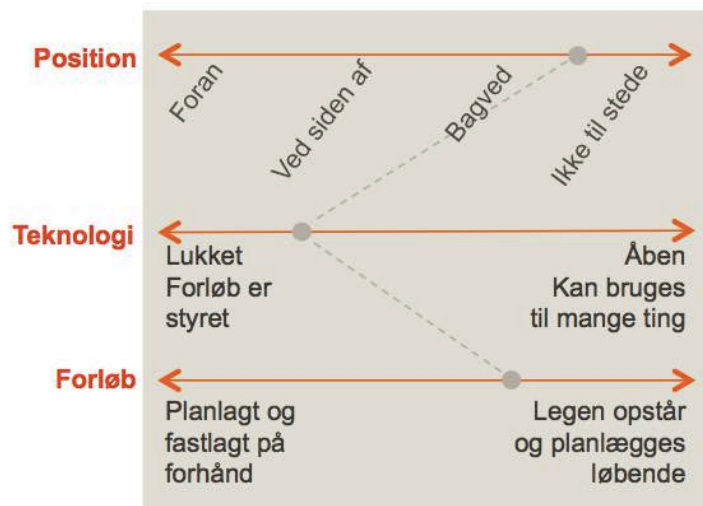 Position
Foran
Ved siden af
Bagved
Ikke til stede
Teknologi
Lukket
Forløb er
styret
Åben
Kan bruges
til mange ting
Forløb
Planlagt og
fastlagt på
forhånd
Legen opstår
og planlægges
løbende